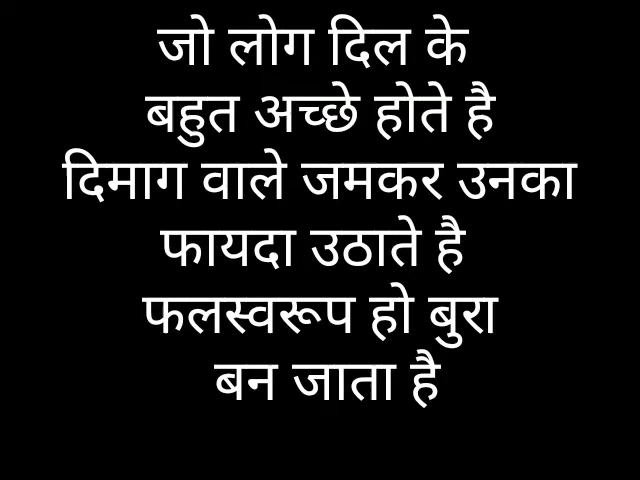 जो लोग दिल के
बहुत अच्छे होते है
दिमाग वाले जमकर उनका
फायदा उठाते है
फलस्वरूप हो बुरा
बन जाता है